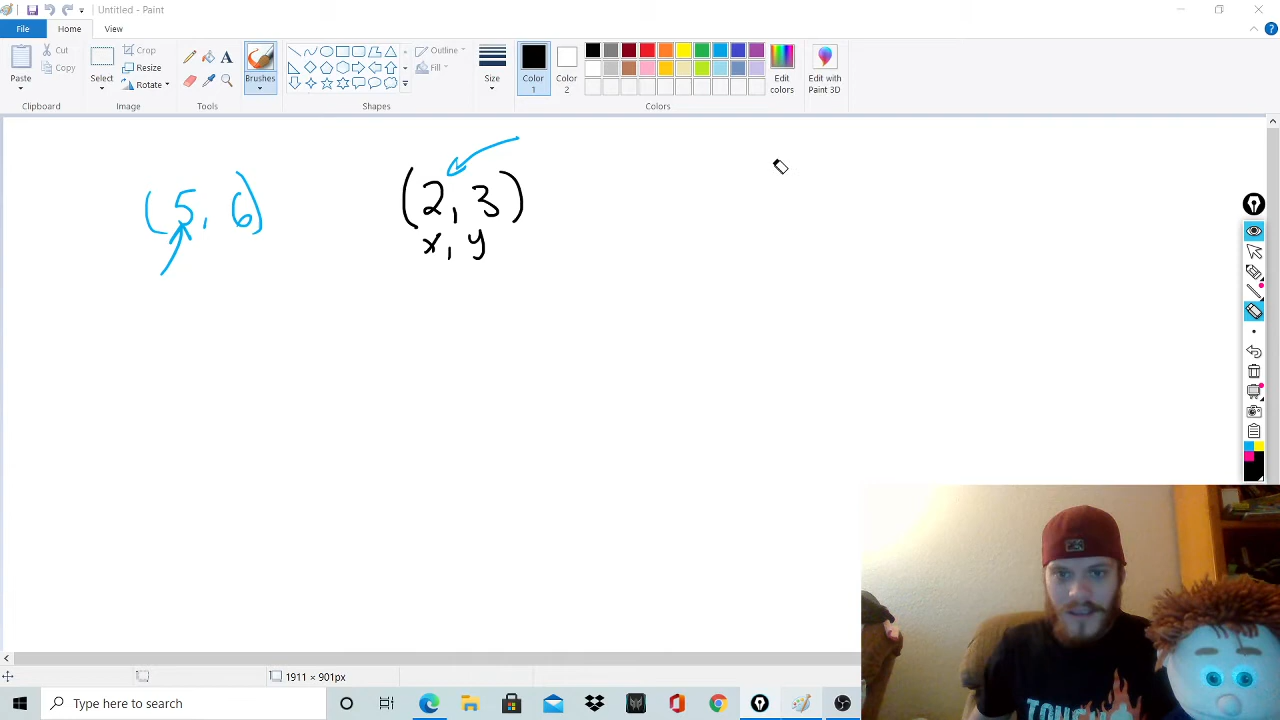 Untitled - Paint
File
Home
View
Paste
Cut
Copy
Clipboard
Select
Crop
Resize
Rotate
Image
A
Tools
Brushes
Outline
Fill
Shapes
Size
Color 1
Color 2
Edit colors
Colors
Edit with Paint 3D
(5, 6)
(2, 3)
x, y
1911 × 901px
Type here to search